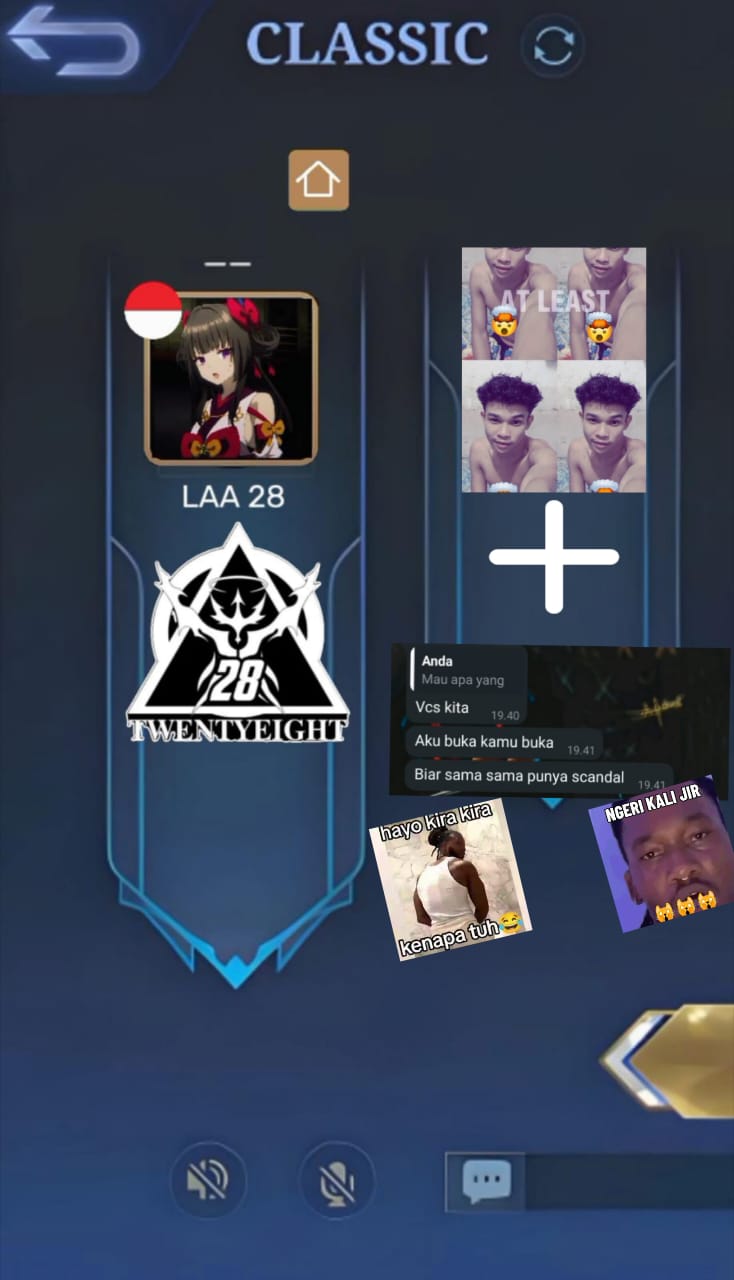 CLASSIC
AT LEAST
LAA 28
28
TWENTYEIGHT
Anda
Mau apa yang
Vcs kita 19.40
Aku buka kamu buka 19.41
Biar sama sama punya scandal 19.41
hayo kira kira
kenapa tuh😂
NGERI KALI JIR
🙀🙀🙀